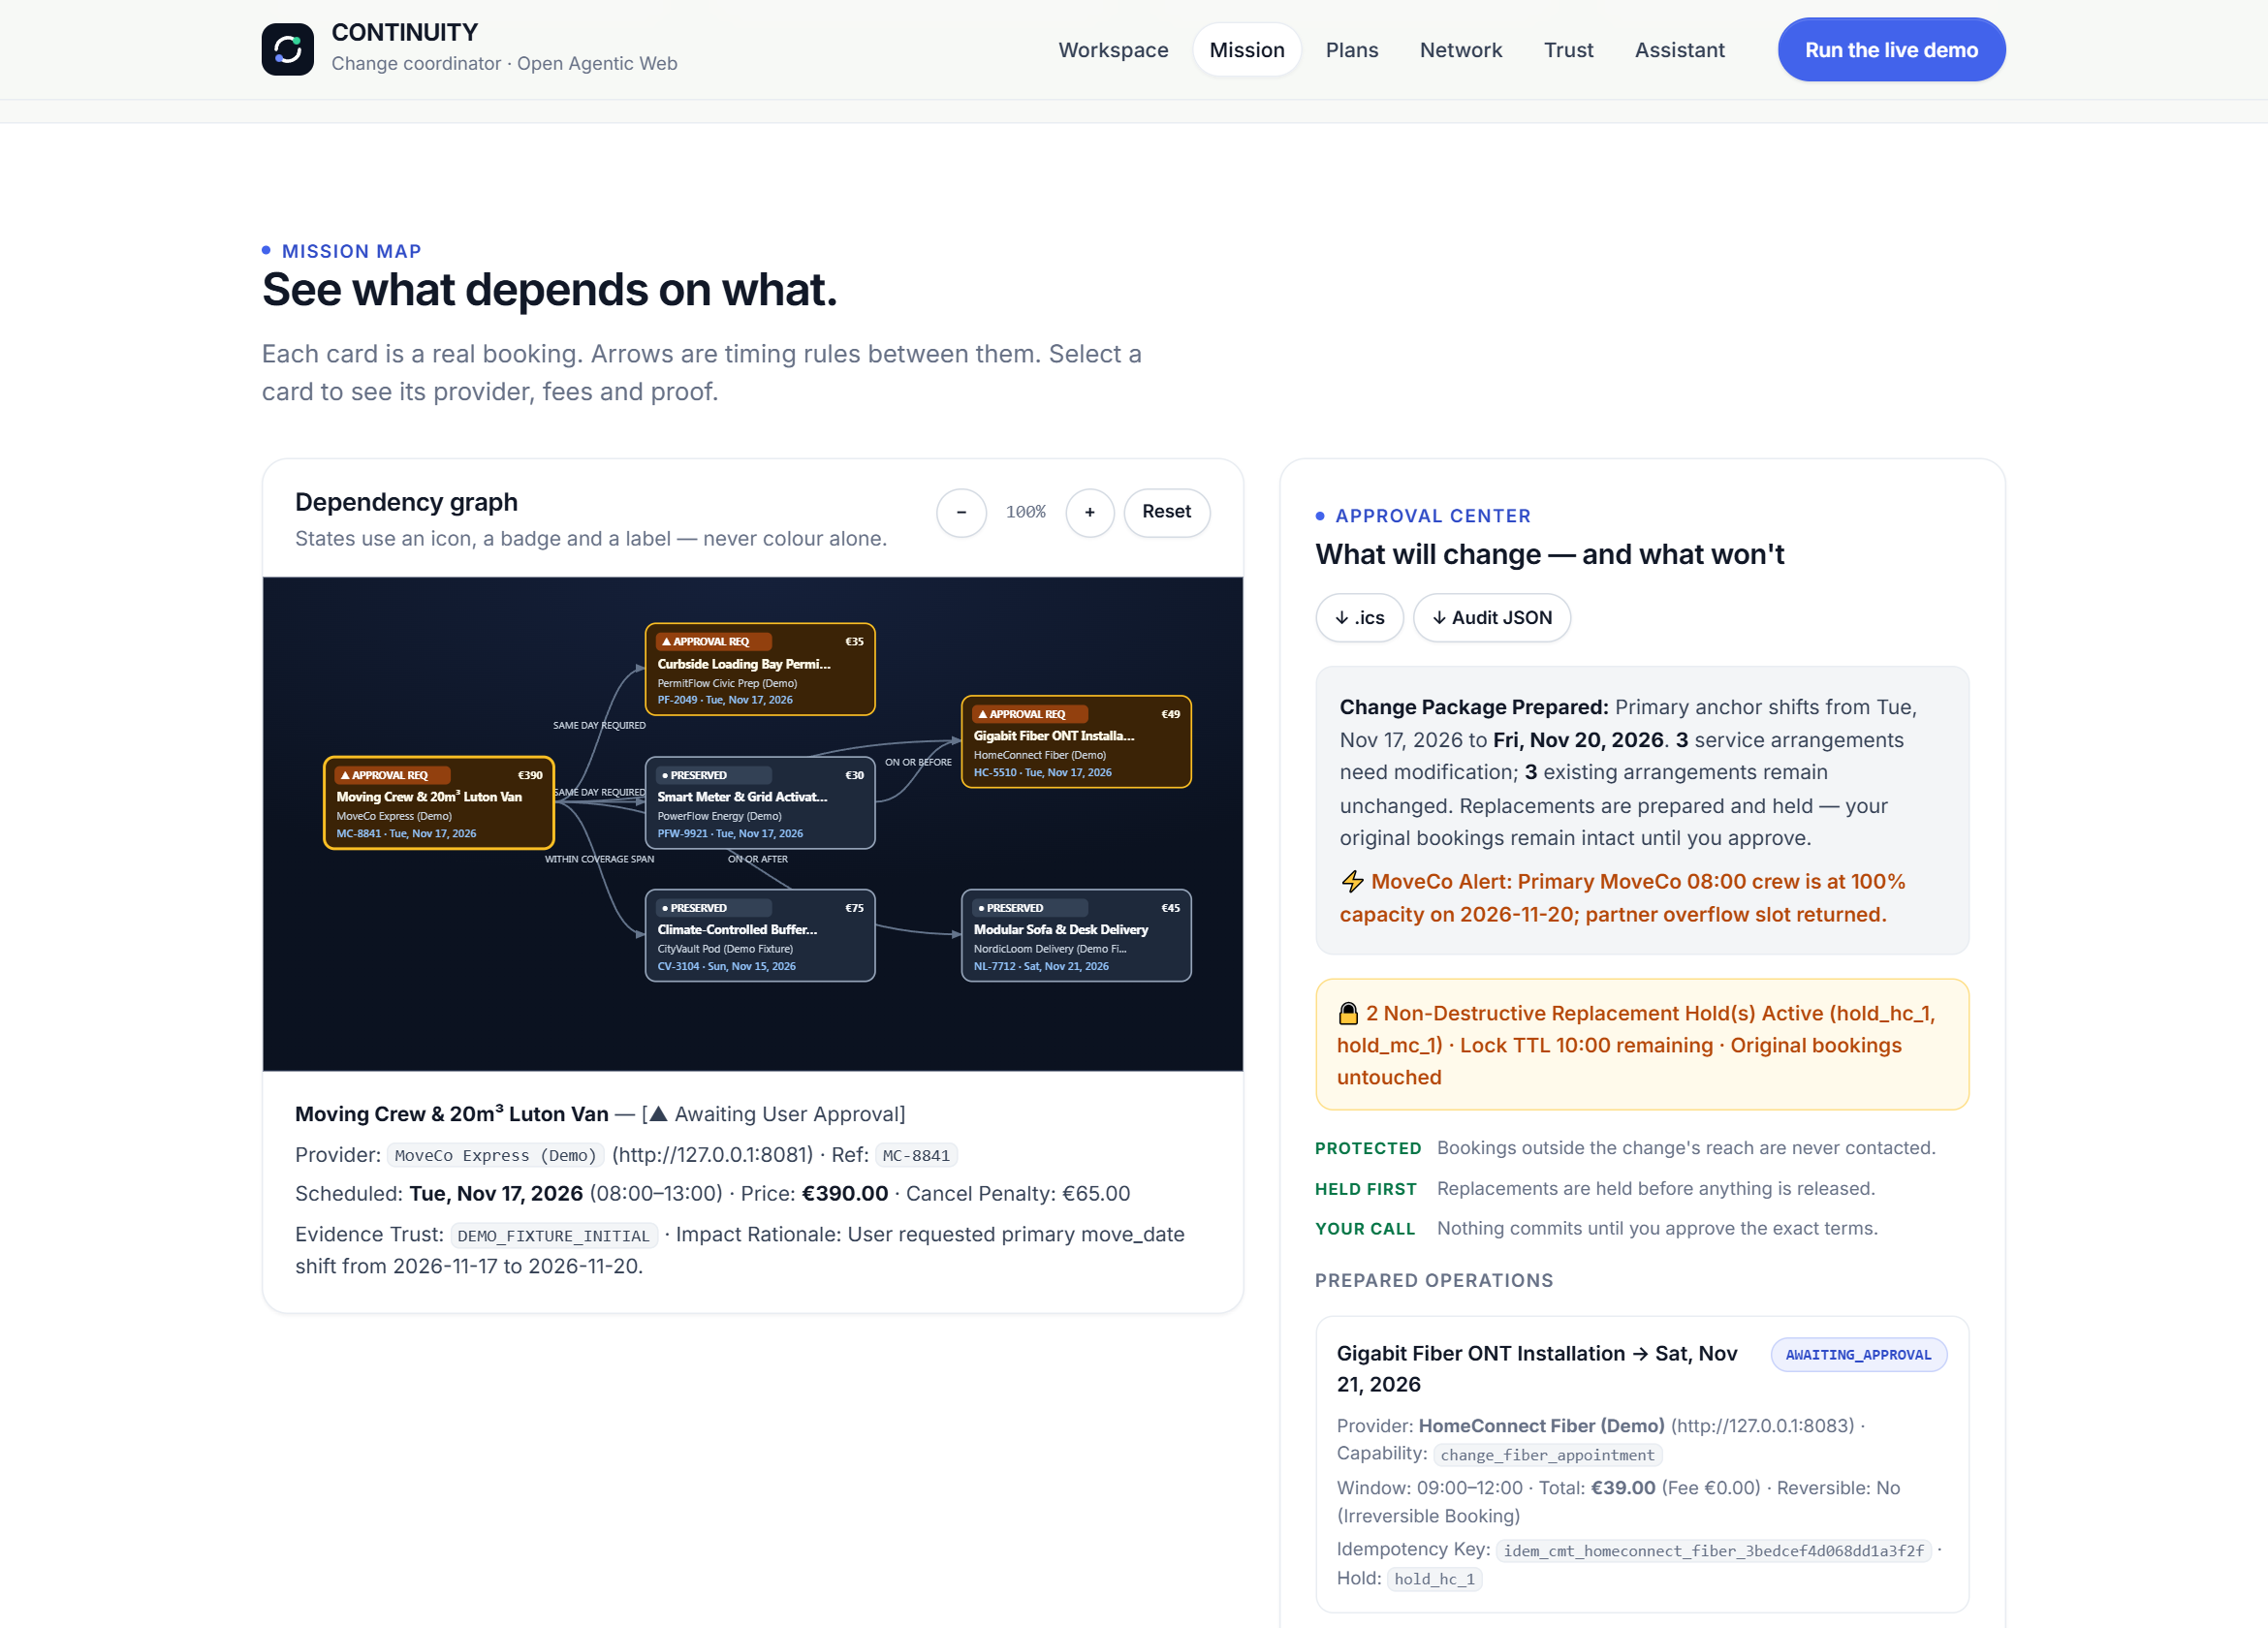 CONTINUITY
Change coordinator · Open Agentic Web
Workspace
Mission
Plans
Network
Trust
Assistant
Run the live demo
MISSION MAP
See what depends on what.
Each card is a real booking. Arrows are timing rules between them. Select a
card to see its provider, fees and proof.
Dependency graph
States use an icon, a badge and a label — never colour alone.
−
100%
+
Reset
▲ APPROVAL REQ
€35
Curbside Loading Bay Permi...
PermitFlow Civic Prep (Demo)
PF-2049 · Tue, Nov 17, 2026
SAME DAY REQUIRED
▲ APPROVAL REQ
€49
Gigabit Fiber ONT Installa...
HomeConnect Fiber (Demo)
HC-5510 · Tue, Nov 17, 2026
ON OR BEFORE
▲ APPROVAL REQ
€390
Moving Crew & 20m³ Luton Van
MoveCo Express (Demo)
MC-8841 · Tue, Nov 17, 2026
SAME DAY REQUIRED
● PRESERVED
€30
Smart Meter & Grid Activat...
PowerFlow Energy (Demo)
PFW-9921 · Tue, Nov 17, 2026
WITHIN COVERAGE SPAN
ON OR AFTER
● PRESERVED
€75
Climate-Controlled Buffer...
CityVault Pod (Demo Fixture)
CV-3104 · Sun, Nov 15, 2026
● PRESERVED
€45
Modular Sofa & Desk Delivery
NordicLoom Delivery (Demo Fi...
NL-7712 · Sat, Nov 21, 2026
Moving Crew & 20m³ Luton Van — [▲ Awaiting User Approval]
Provider: MoveCo Express (Demo) (http://127.0.0.1:8081) · Ref: MC-8841
Scheduled: Tue, Nov 17, 2026 (08:00–13:00) · Price: €390.00 · Cancel Penalty: €65.00
Evidence Trust: DEMO_FIXTURE_INITIAL · Impact Rationale: User requested primary move_date
shift from 2026-11-17 to 2026-11-20.
APPROVAL CENTER
What will change — and what won't
↓ .ics
↓ Audit JSON
Change Package Prepared: Primary anchor shifts from Tue,
Nov 17, 2026 to Fri, Nov 20, 2026. 3 service arrangements
need modification; 3 existing arrangements remain
unchanged. Replacements are prepared and held — your
original bookings remain intact until you approve.
⚡ MoveCo Alert: Primary MoveCo 08:00 crew is at 100%
capacity on 2026-11-20; partner overflow slot returned.
🔒 2 Non-Destructive Replacement Hold(s) Active (hold_hc_1,
hold_mc_1) · Lock TTL 10:00 remaining · Original bookings
untouched
PROTECTED Bookings outside the change's reach are never contacted.
HELD FIRST Replacements are held before anything is released.
YOUR CALL Nothing commits until you approve the exact terms.
PREPARED OPERATIONS
Gigabit Fiber ONT Installation → Sat, Nov
21, 2026
AWAITING_APPROVAL
Provider: HomeConnect Fiber (Demo) (http://127.0.0.1:8083) ·
Capability: change_fiber_appointment
Window: 09:00–12:00 · Total: €39.00 (Fee €0.00) · Reversible: No
(Irreversible Booking)
Idempotency Key: idem_cmt_homeconnect_fiber_3bedcef4d068dd1a3f2f ·
Hold: hold_hc_1